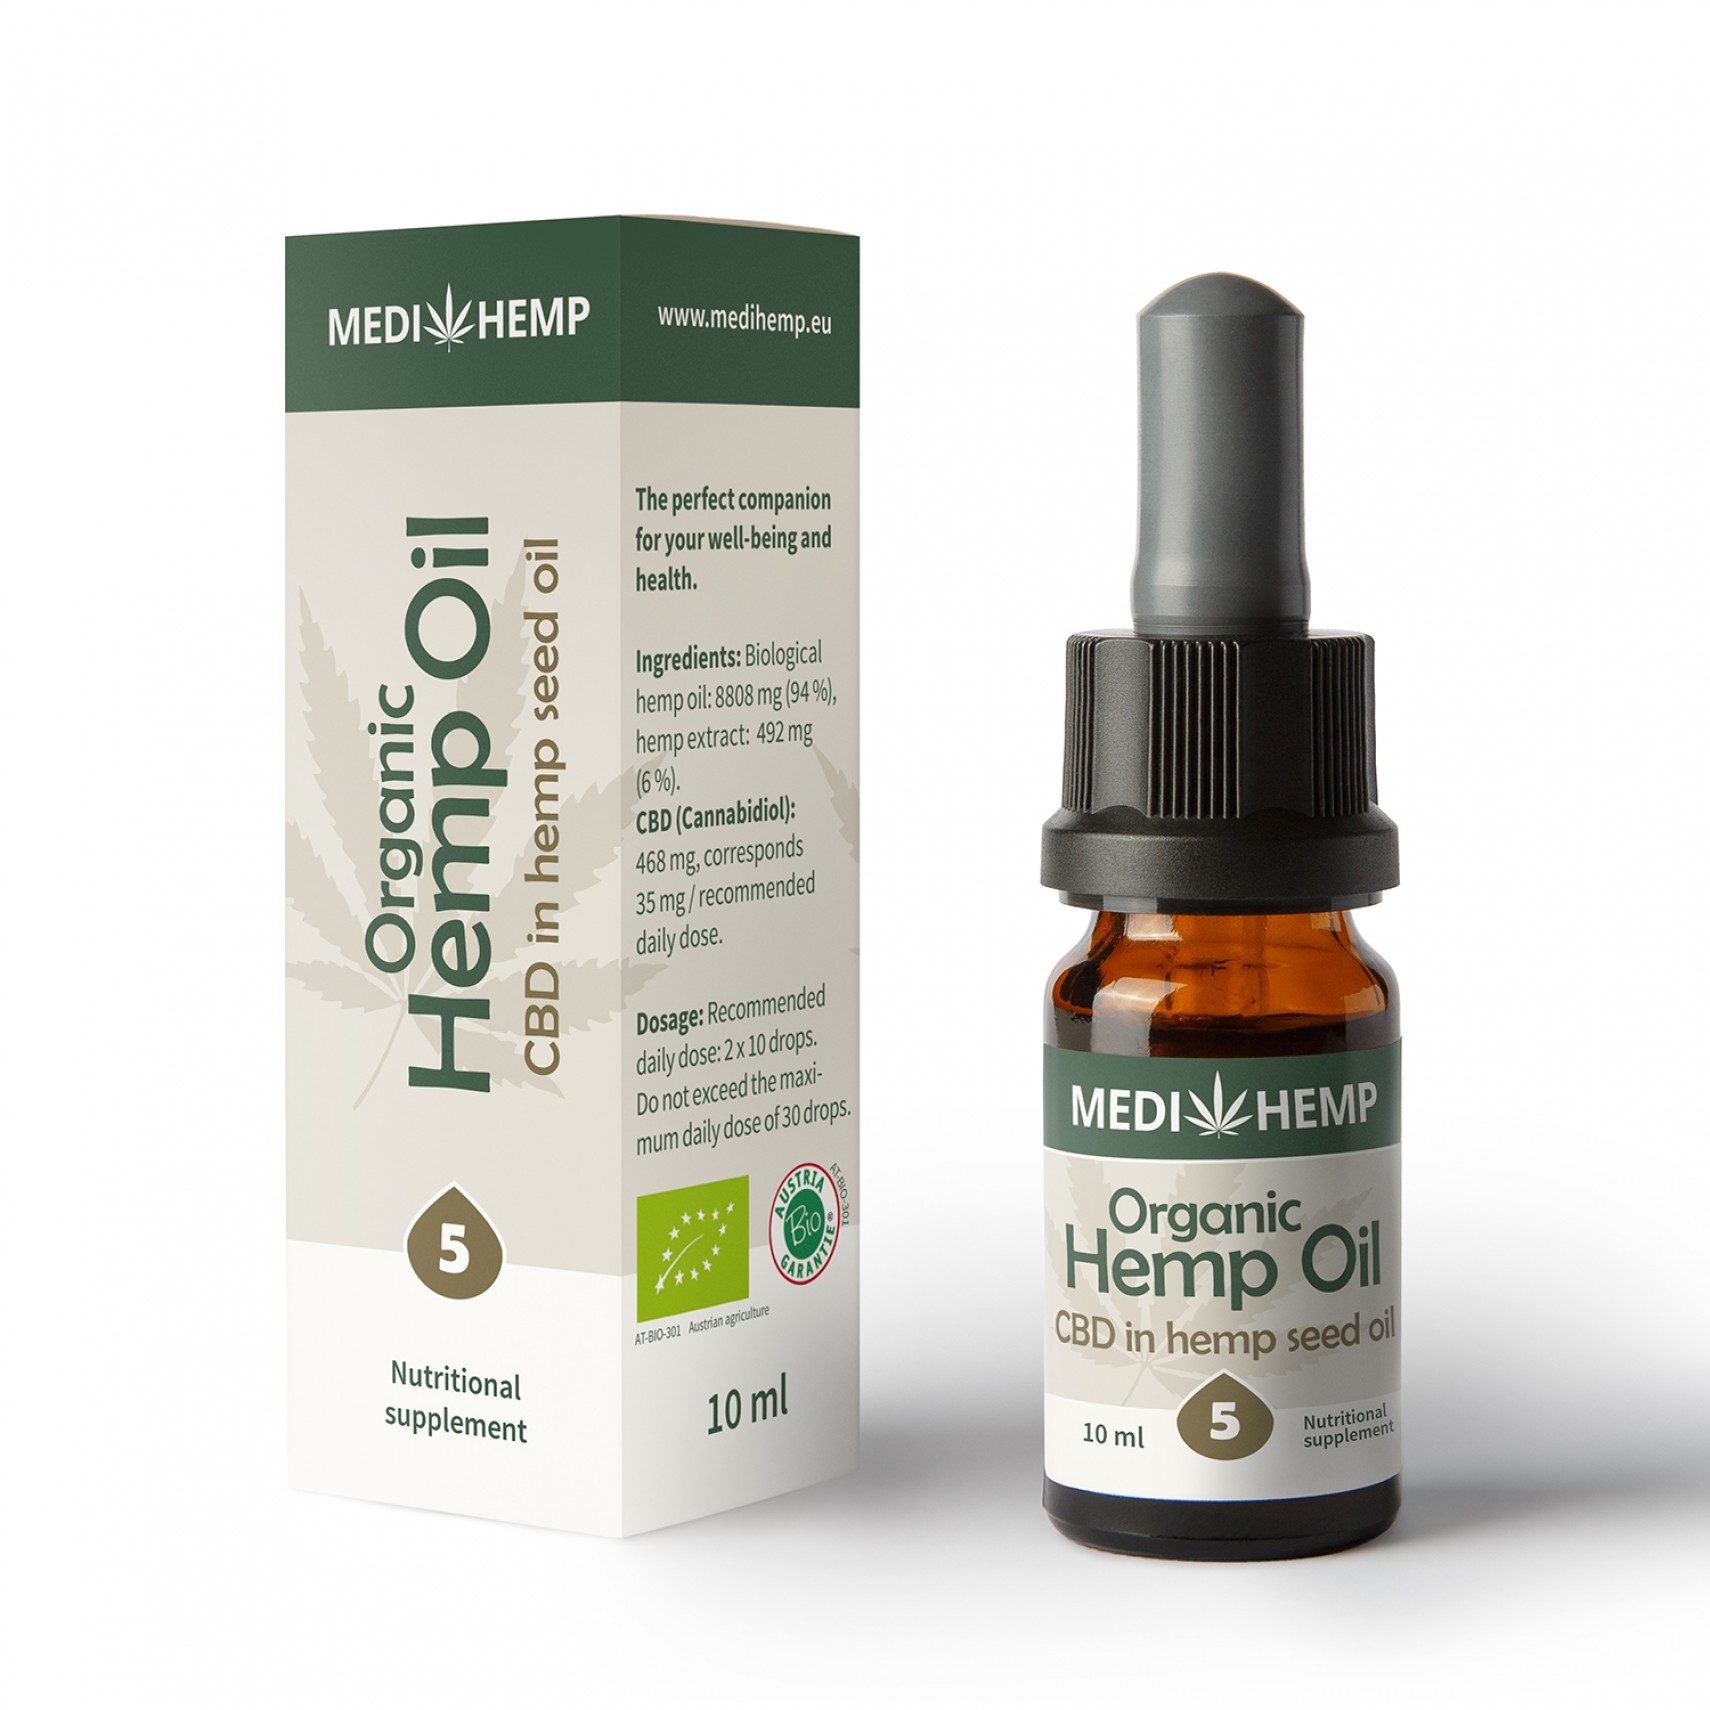 MEDI HEMP
Organic
Hemp Oil
CBD in hemp seed oil
5
Nutritional
supplement
www.medihemp.eu
The perfect companion
for your well-being and
health.
Ingredients: Biological
hemp oil: 8808 mg (94 %),
hemp extract: 492 mg
(6 %).
CBD (Cannabidiol):
468 mg, corresponds
35 mg / recommended
daily dose.
Dosage: Recommended
daily dose: 2 x 10 drops.
Do not exceed the maxi-
mum daily dose of 30 drops.
AUSTRIA
Bio
®
GARANTIE
AT-BIO-301
AT-BIO-301 Austrian agriculture
10 ml
MEDI HEMP
Organic
Hemp Oil
CBD in hemp seed oil
10 ml
5
Nutritional
supplement